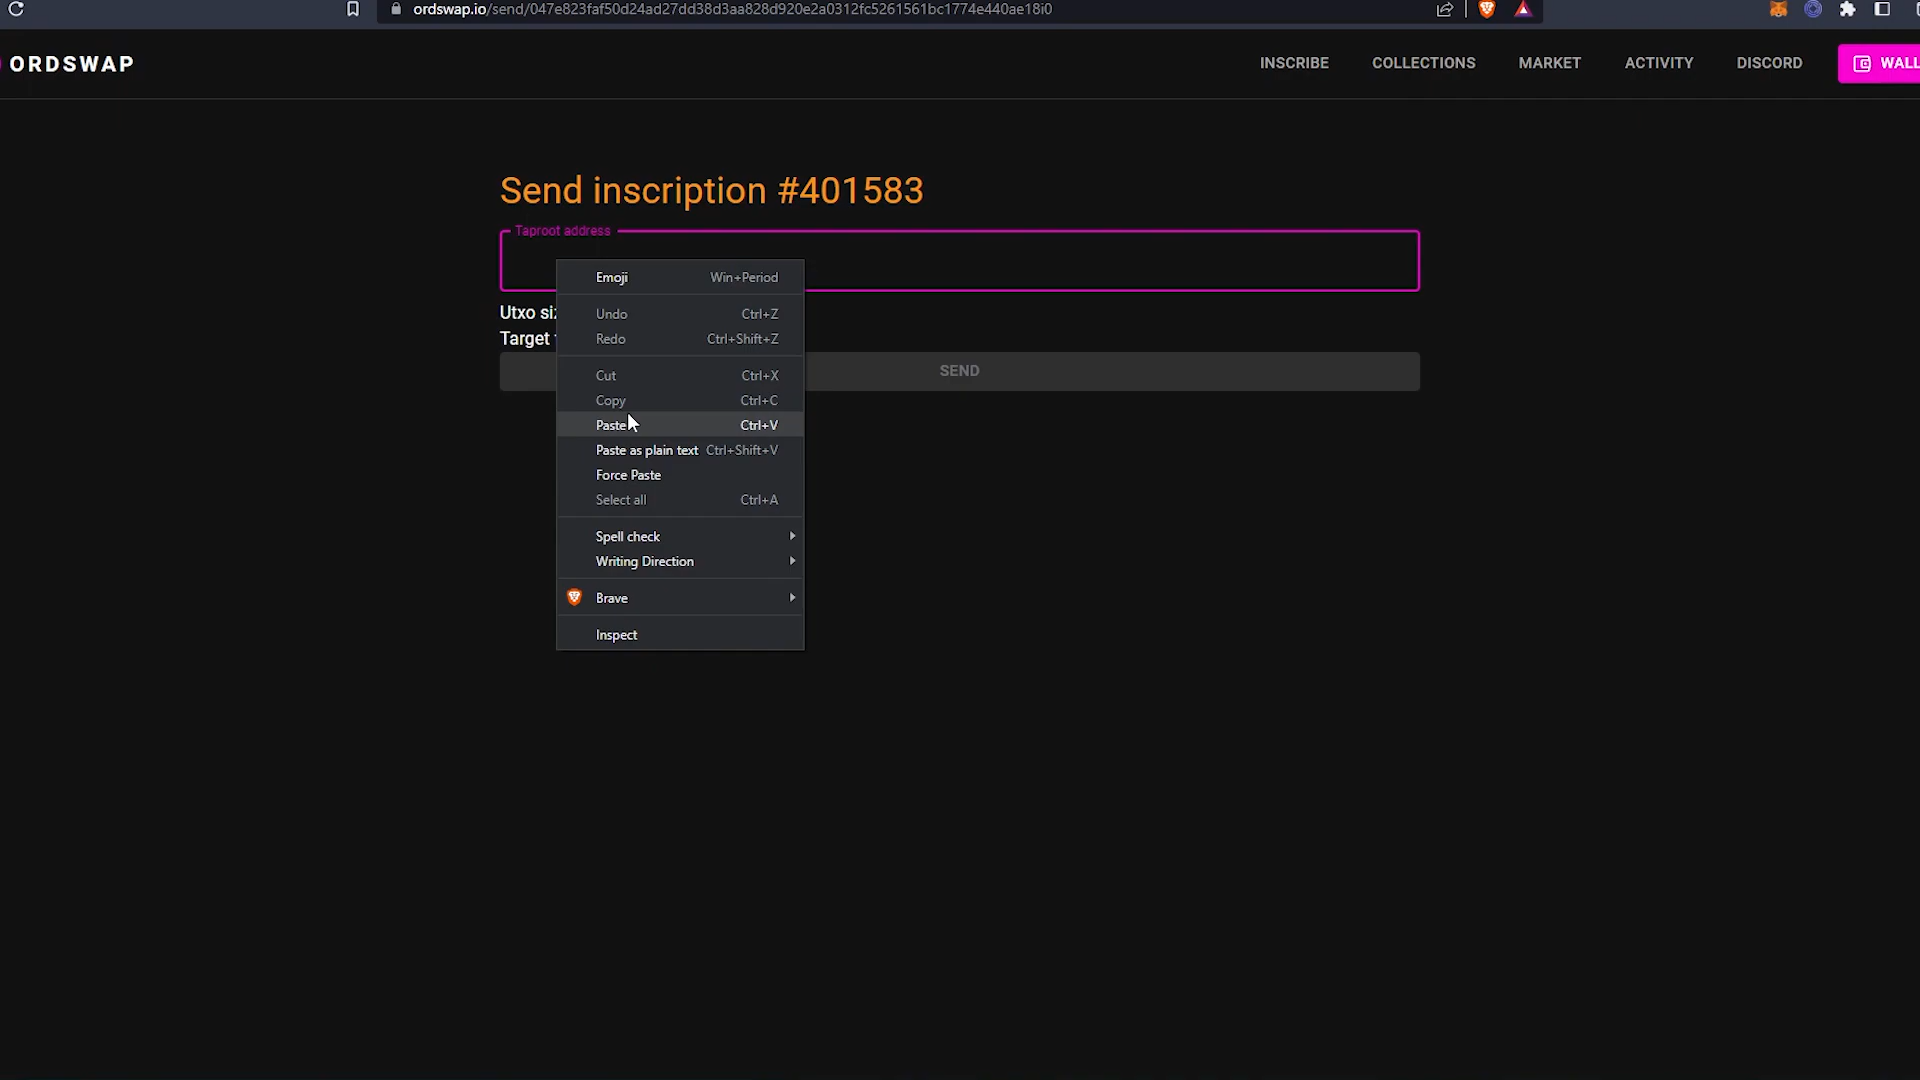 ordswap.io/send/047e823faf50d24ad27dd38d3aa828d920e2a0312fc5261561bc1774e440ae18i0
ORDSWAP
INSCRIBE COLLECTIONS MARKET ACTIVITY DISCORD WALL
Send inscription #401583
Taproot address
Emoji Win+Period
Utxo
Undo Ctrl+Z
Target
Redo Ctrl+Shift+Z
SEND
Cut Ctrl+X
Copy Ctrl+C
Paste Ctrl+V
Paste as plain text Ctrl+Shift+V
Force Paste
Select all Ctrl+A
Spell check
Writing Direction
Brave
Inspect